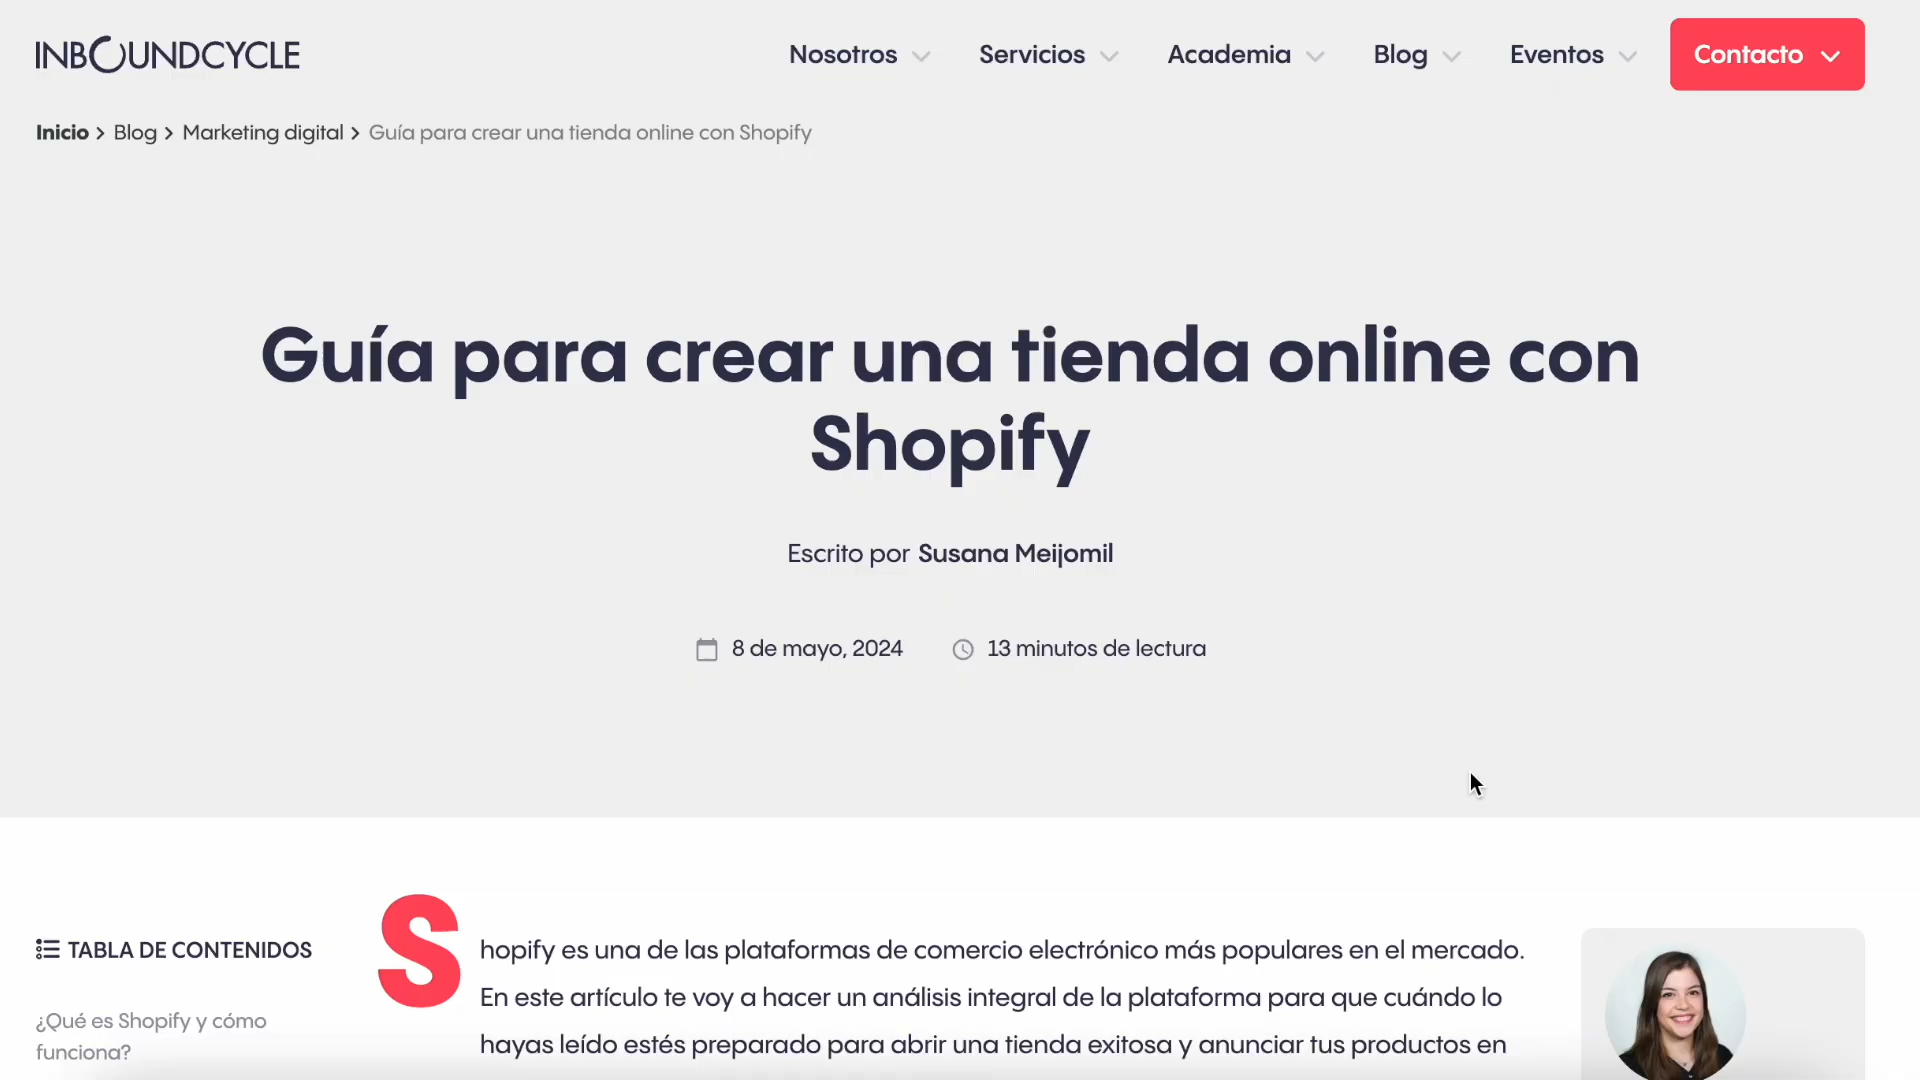 INBOUNDCYCLE
Nosotros
Servicios
Academia
Blog
Eventos
Contacto
Inicio > Blog > Marketing digital > Guía para crear una tienda online con Shopify
Guía para crear una tienda online con
Shopify
Escrito por Susana Meijomil
8 de mayo, 2024
13 minutos de lectura
TABLA DE CONTENIDOS
¿Qué es Shopify y cómo
funciona?
Shopify es una de las plataformas de comercio electrónico más populares en el mercado.
En este artículo te voy a hacer un análisis integral de la plataforma para que cuándo lo
hayas leído estés preparado para abrir una tienda exitosa y anunciar tus productos en